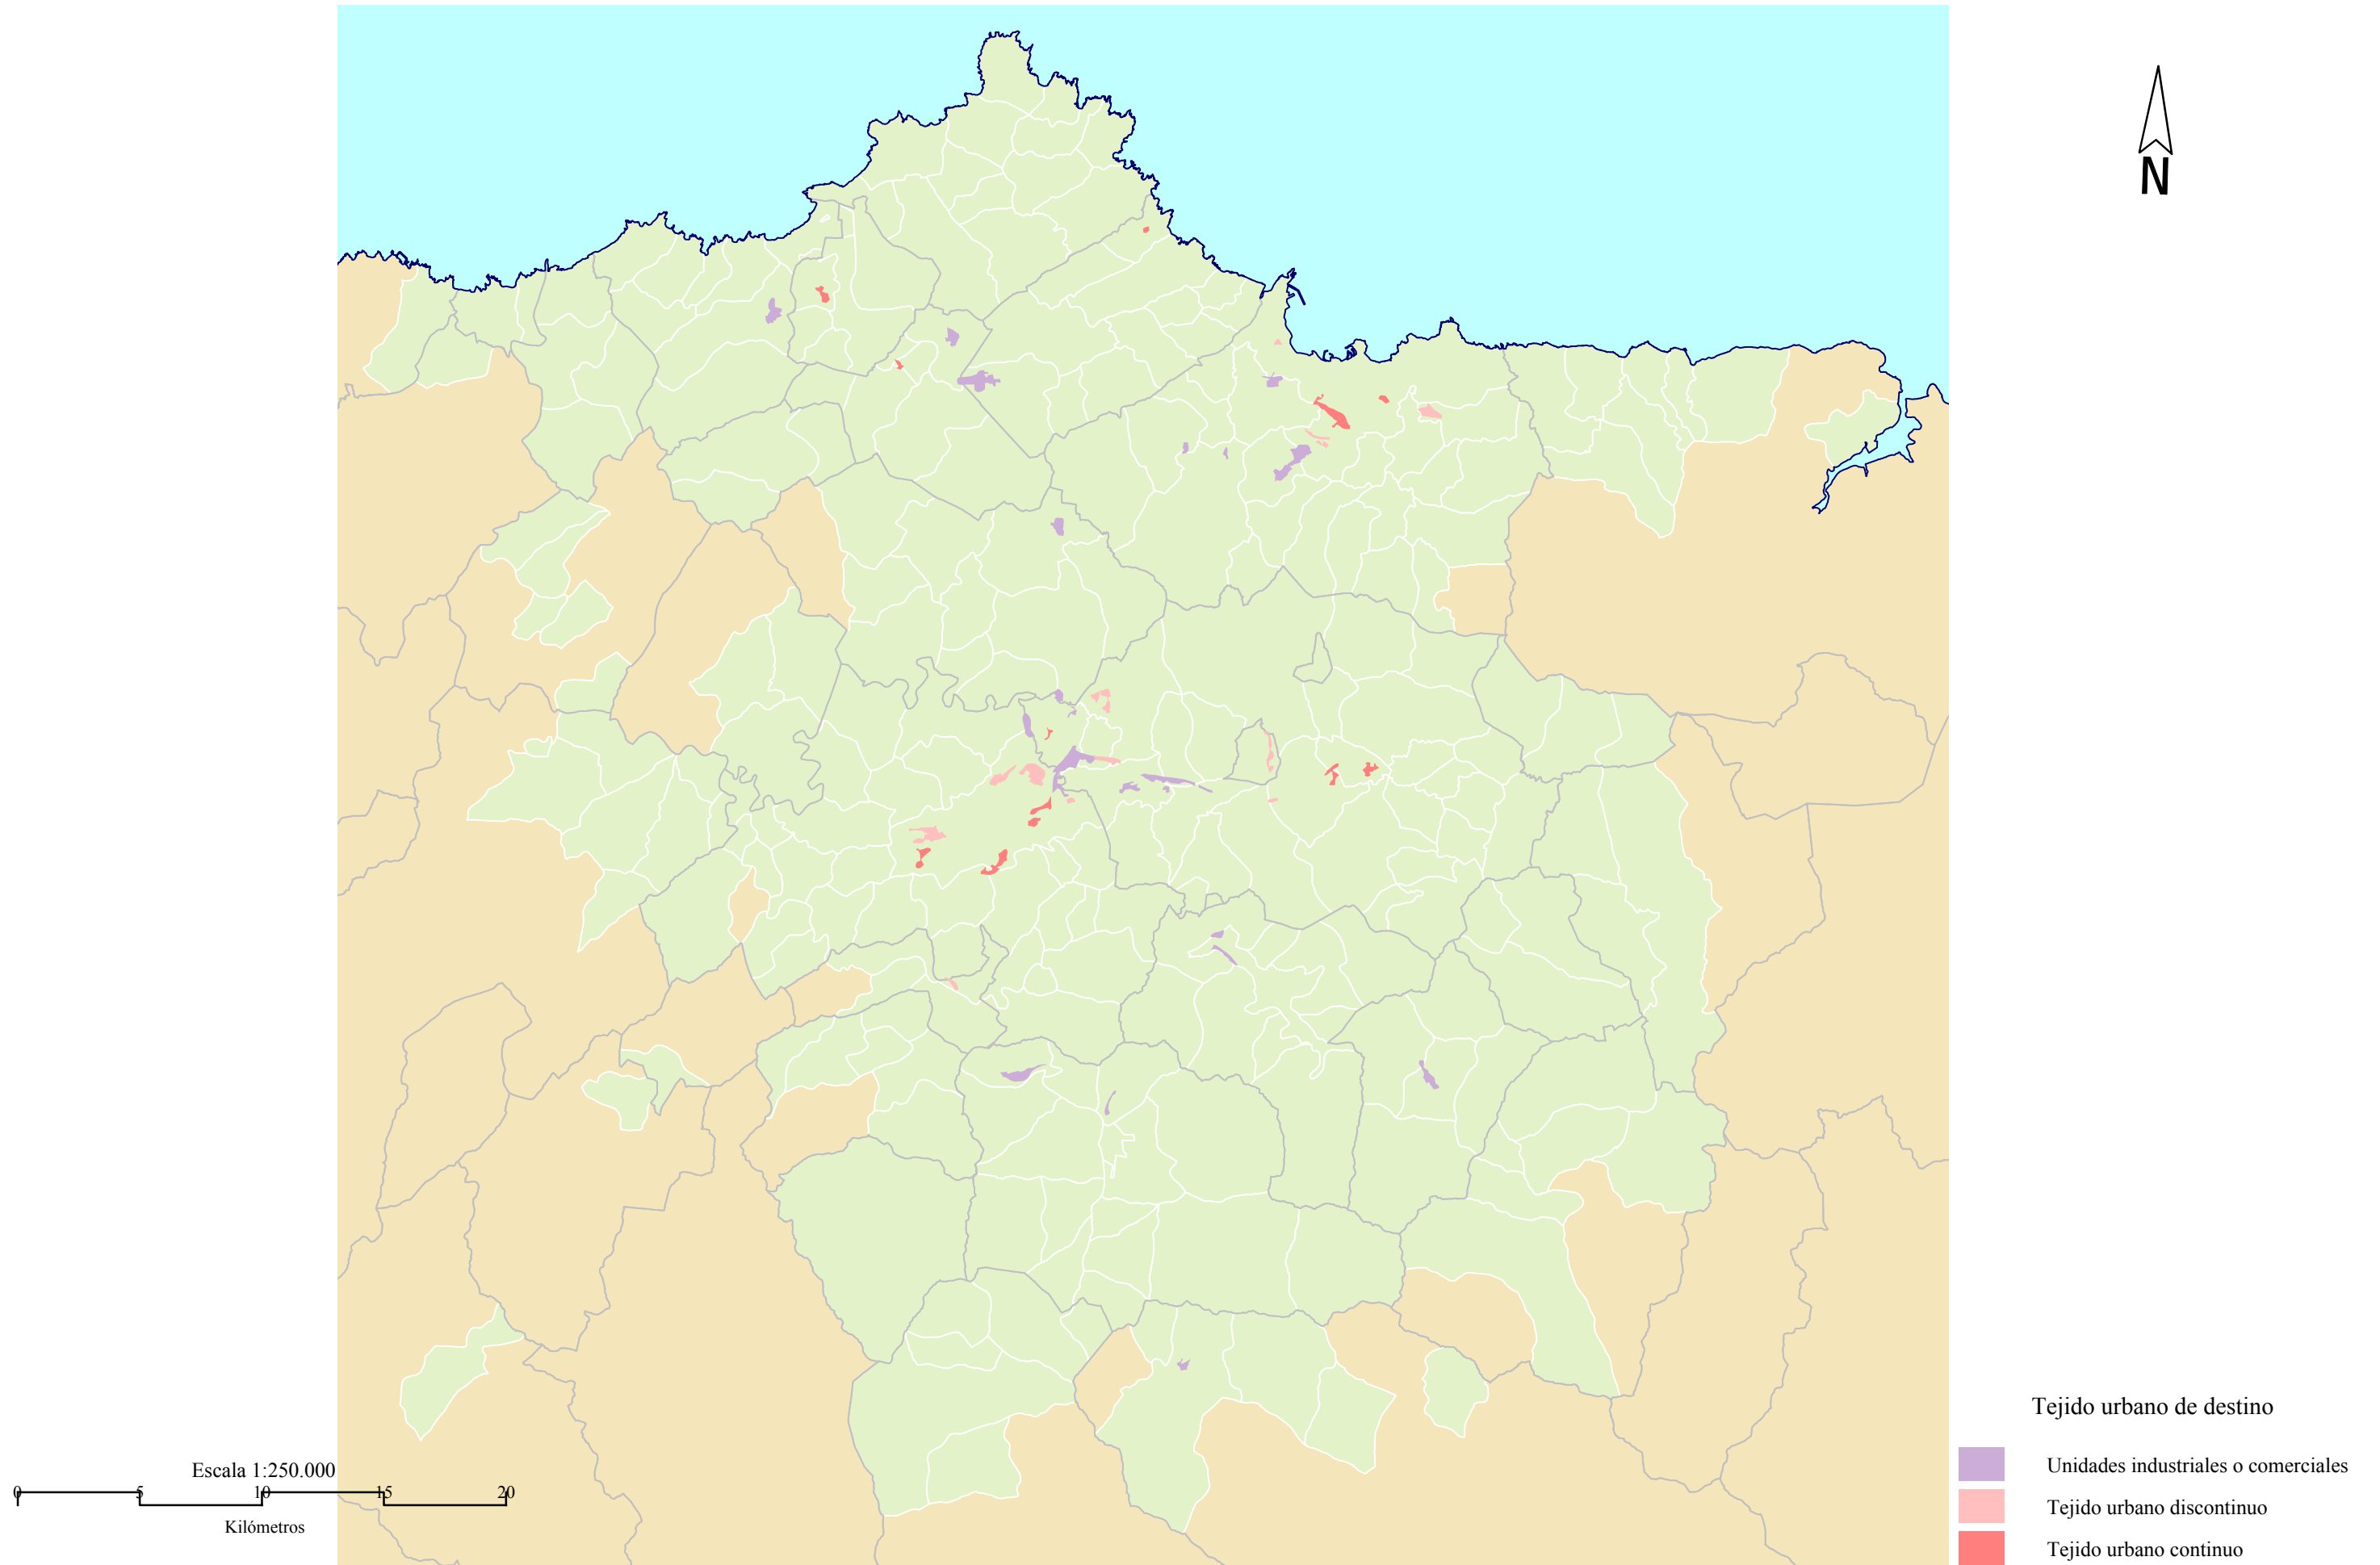 N
Tejido urbano de destino
Unidades industriales o comerciales
Tejido urbano discontinuo
Tejido urbano continuo
Escala 1:250.000
0 5 10 15 20
Kilómetros